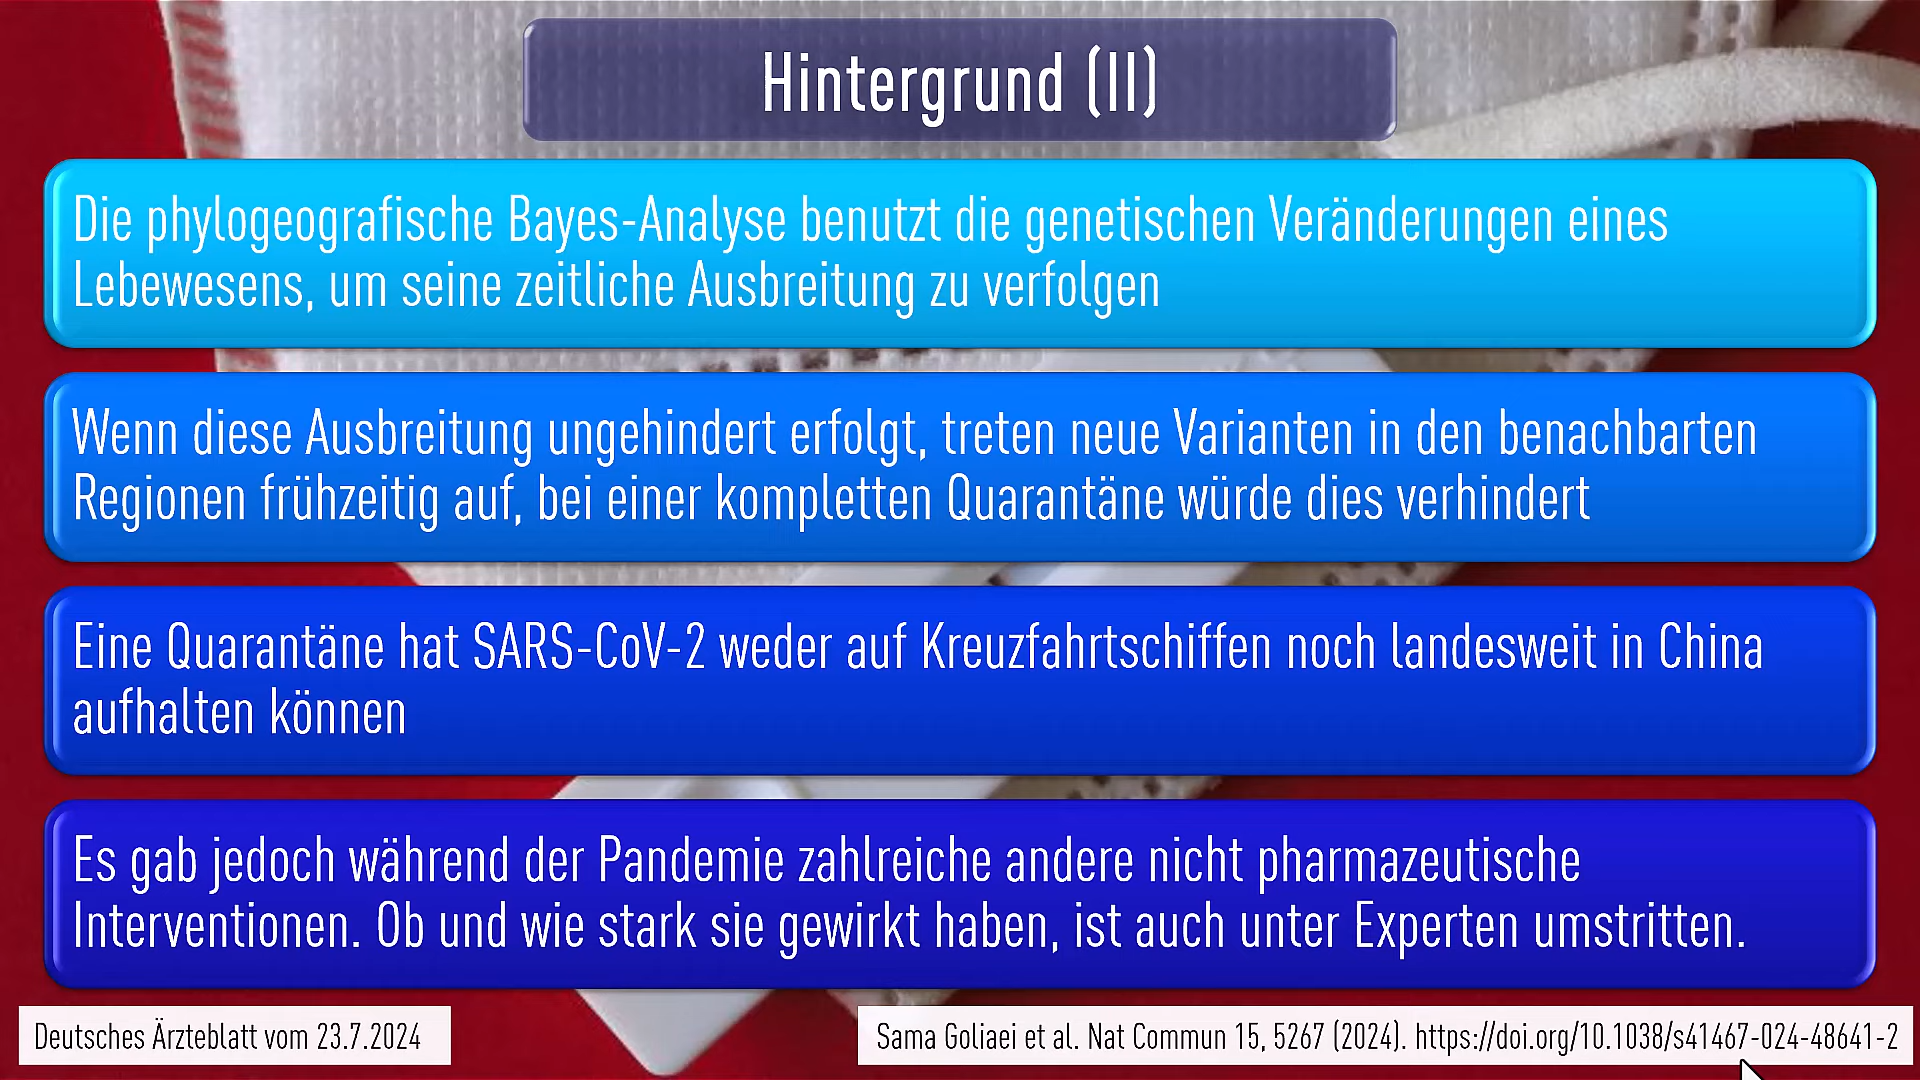 Hintergrund (II)
Die phylogeografische Bayes-Analyse benutzt die genetischen Veränderungen eines
Lebewesens, um seine zeitliche Ausbreitung zu verfolgen
Wenn diese Ausbreitung ungehindert erfolgt, treten neue Varianten in den benachbarten
Regionen frühzeitig auf, bei einer kompletten Quarantäne würde dies verhindert
Eine Quarantäne hat SARS-CoV-2 weder auf Kreuzfahrtschiffen noch landesweit in China
aufhalten können
Es gab jedoch während der Pandemie zahlreiche andere nicht pharmazeutische
Interventionen. Ob und wie stark sie gewirkt haben, ist auch unter Experten umstritten.
Deutsches Ärzteblatt vom 23.7.2024
Sama Goliaei et al. Nat Commun 15, 5267 (2024). https://doi.org/10.1038/s41467-024-48641-2